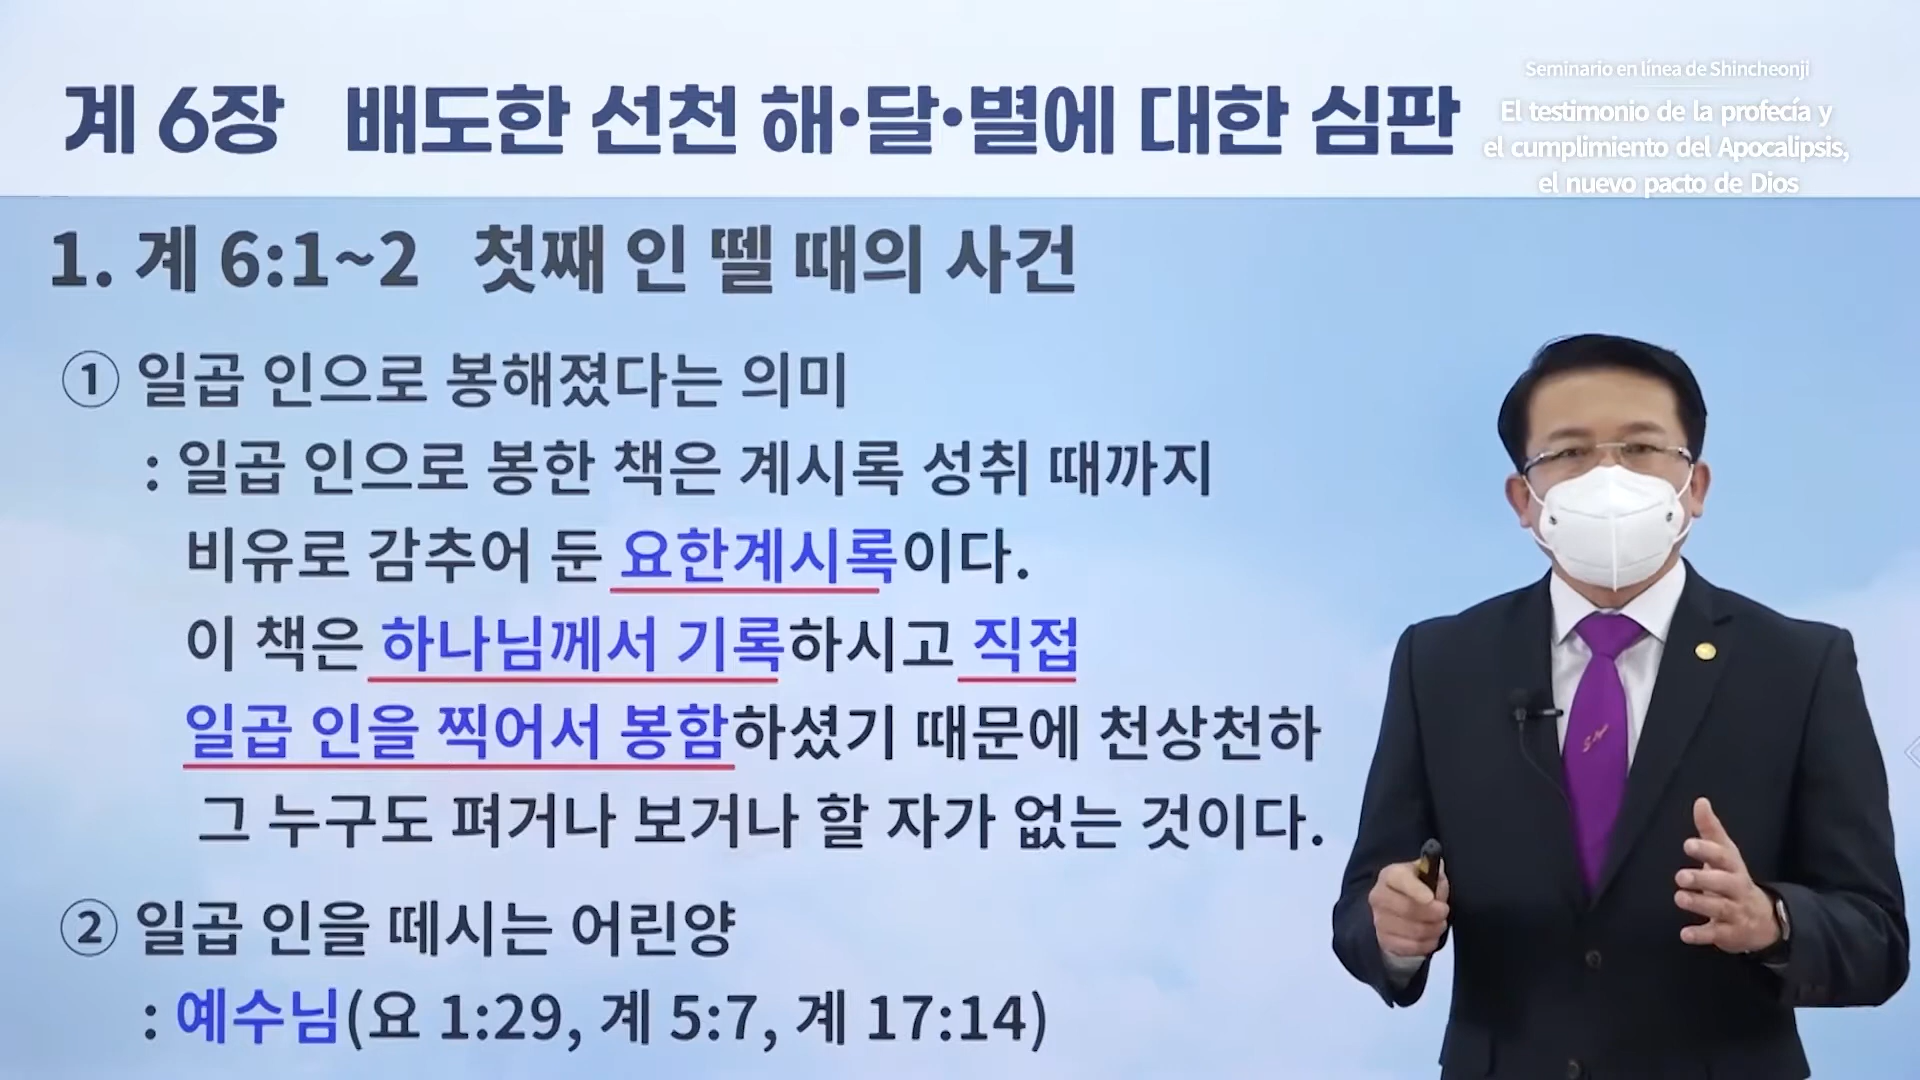 계 6장 배도한 선천 해·달·별에 대한 심판
Seminario en línea de Shincheonji
El testimonio de la profecía y
el cumplimiento del Apocalipsis,
el nuevo pacto de Dios
1. 계 6:1~2 첫째 인 뗄 때의 사건
① 일곱 인으로 봉해졌다는 의미
: 일곱 인으로 봉한 책은 계시록 성취 때까지
비유로 감추어 둔 요한계시록이다.
이 책은 하나님께서 기록하시고 직접
일곱 인을 찍어서 봉함하셨기 때문에 천상천하
그 누구도 펴거나 보거나 할 자가 없는 것이다.
② 일곱 인을 떼시는 어린양
: 예수님(요 1:29, 계 5:7, 계 17:14)